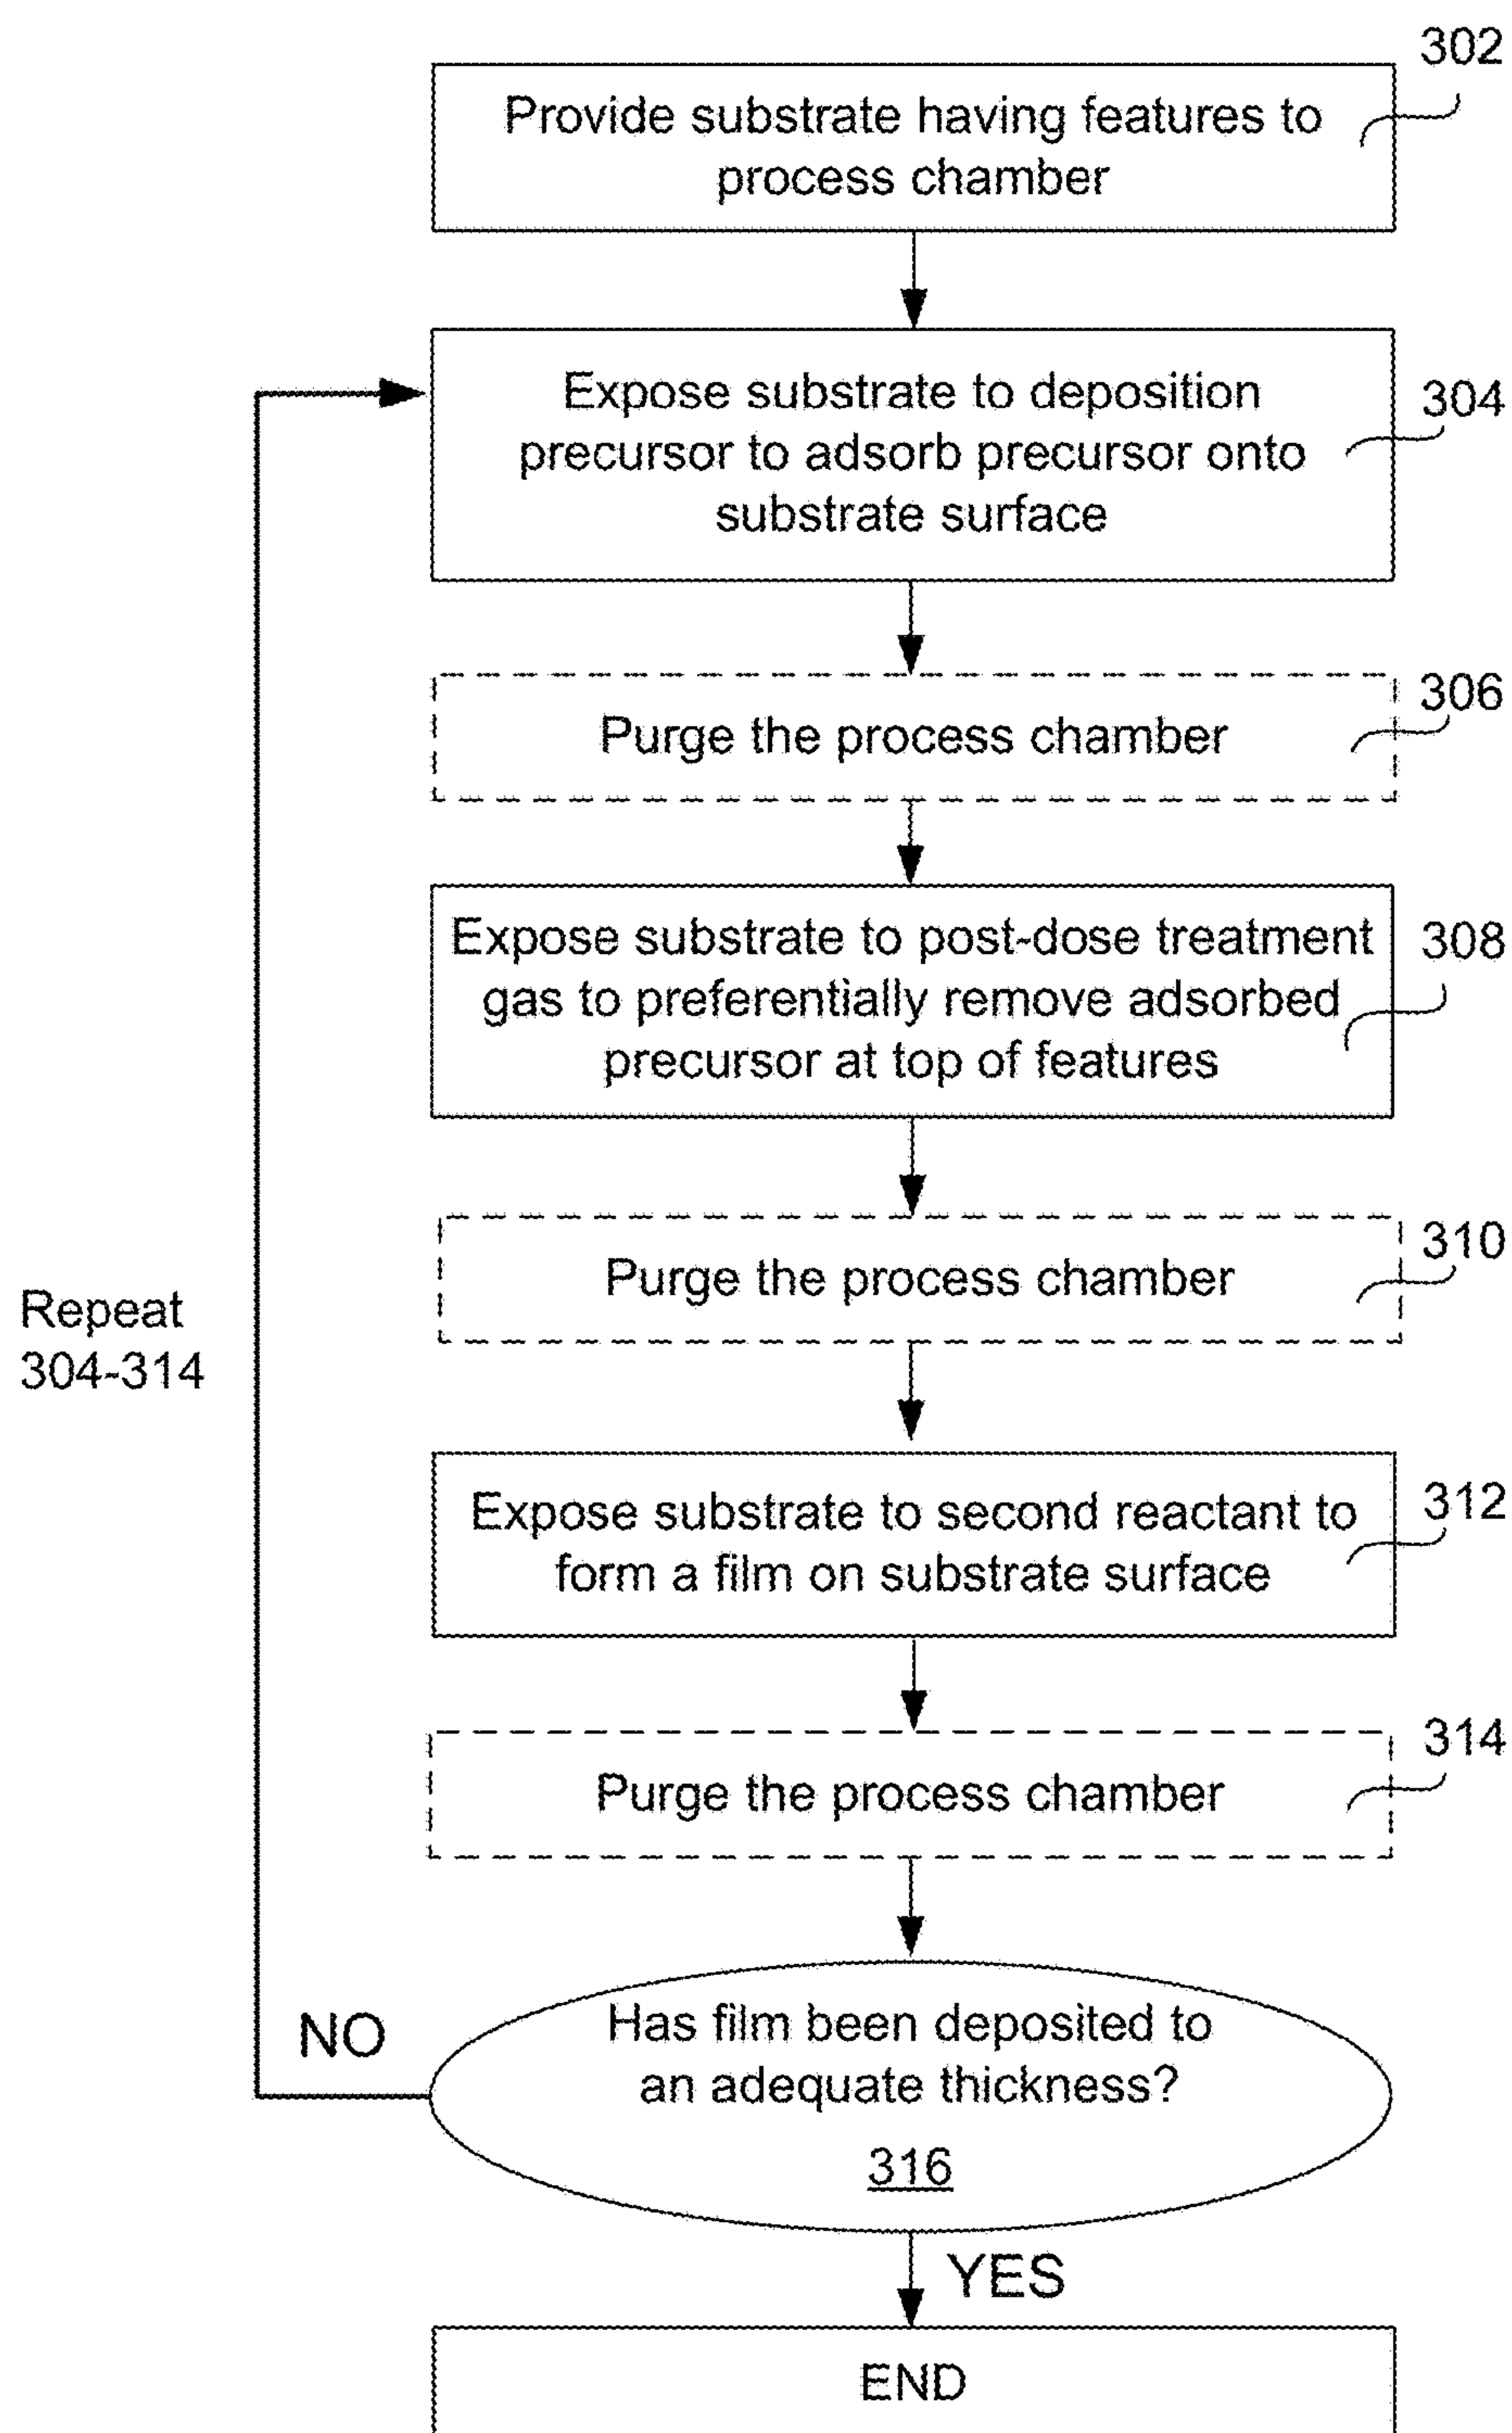 302
Provide substrate having features to
process chamber
304
Expose substrate to deposition
precursor to adsorb precursor onto
substrate surface
306
Purge the process chamber
308
Expose substrate to post-dose treatment
gas to preferentially remove adsorbed
precursor at top of features
310
Purge the process chamber
Repeat
304-314
312
Expose substrate to second reactant to
form a film on substrate surface
314
Purge the process chamber
NO
Has film been deposited to
an adequate thickness?
316
YES
END